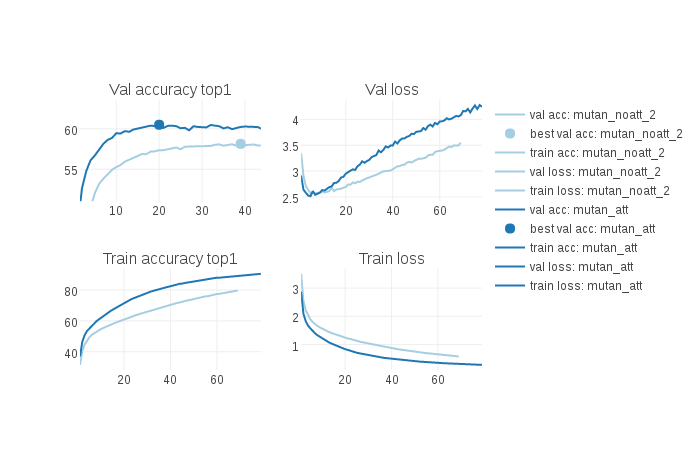 Val accuracy top1
60
55
10 20 30 40
Val loss
4
3.5
3
2.5
20 40 60
Train accuracy top1
80
60
40
20 40 60
Train loss
3
2
1
20 40 60
val acc: mutan_noatt_2
best val acc: mutan_noatt_2
train acc: mutan_noatt_2
val loss: mutan_noatt_2
train loss: mutan_noatt_2
val acc: mutan_att
best val acc: mutan_att
train acc: mutan_att
val loss: mutan_att
train loss: mutan_att